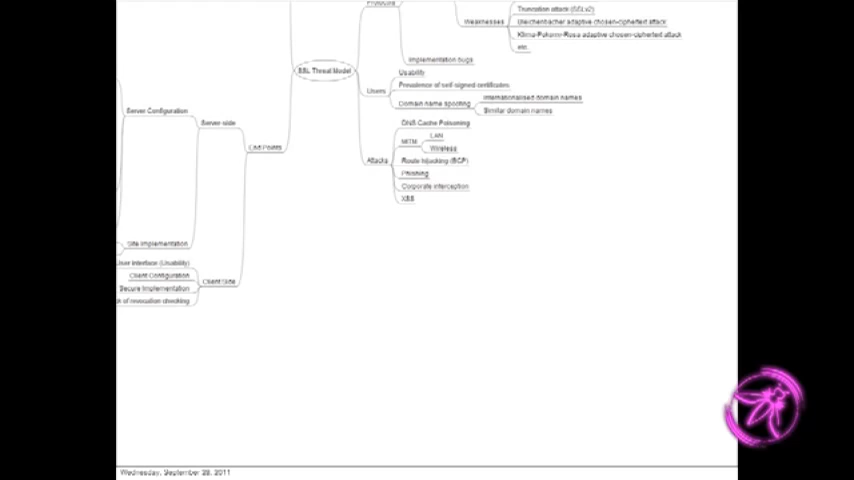 Protocol
Truncation attack (SSLv2)
Weaknesses
Bleichenbacher adaptive chosen-ciphertext attack
Klima-Pokorny-Rosa adaptive chosen-ciphertext attack
etc.
Implementation bugs
SSL Threat Model
Usability
Users
Prevalence of self-signed certificates
Domain name spoofing
Internationalised domain names
Similar domain names
Server Configuration
Server-side
End Points
DNS Cache Poisoning
MITM
LAN
Wireless
Attacks
Route hijacking (BGP)
Phishing
Corporate interception
XSS
Site Implementation
User Interface (Usability)
Client Configuration
Client Side
Secure Implementation
of revocation checking
Wednesday, September 28, 2011